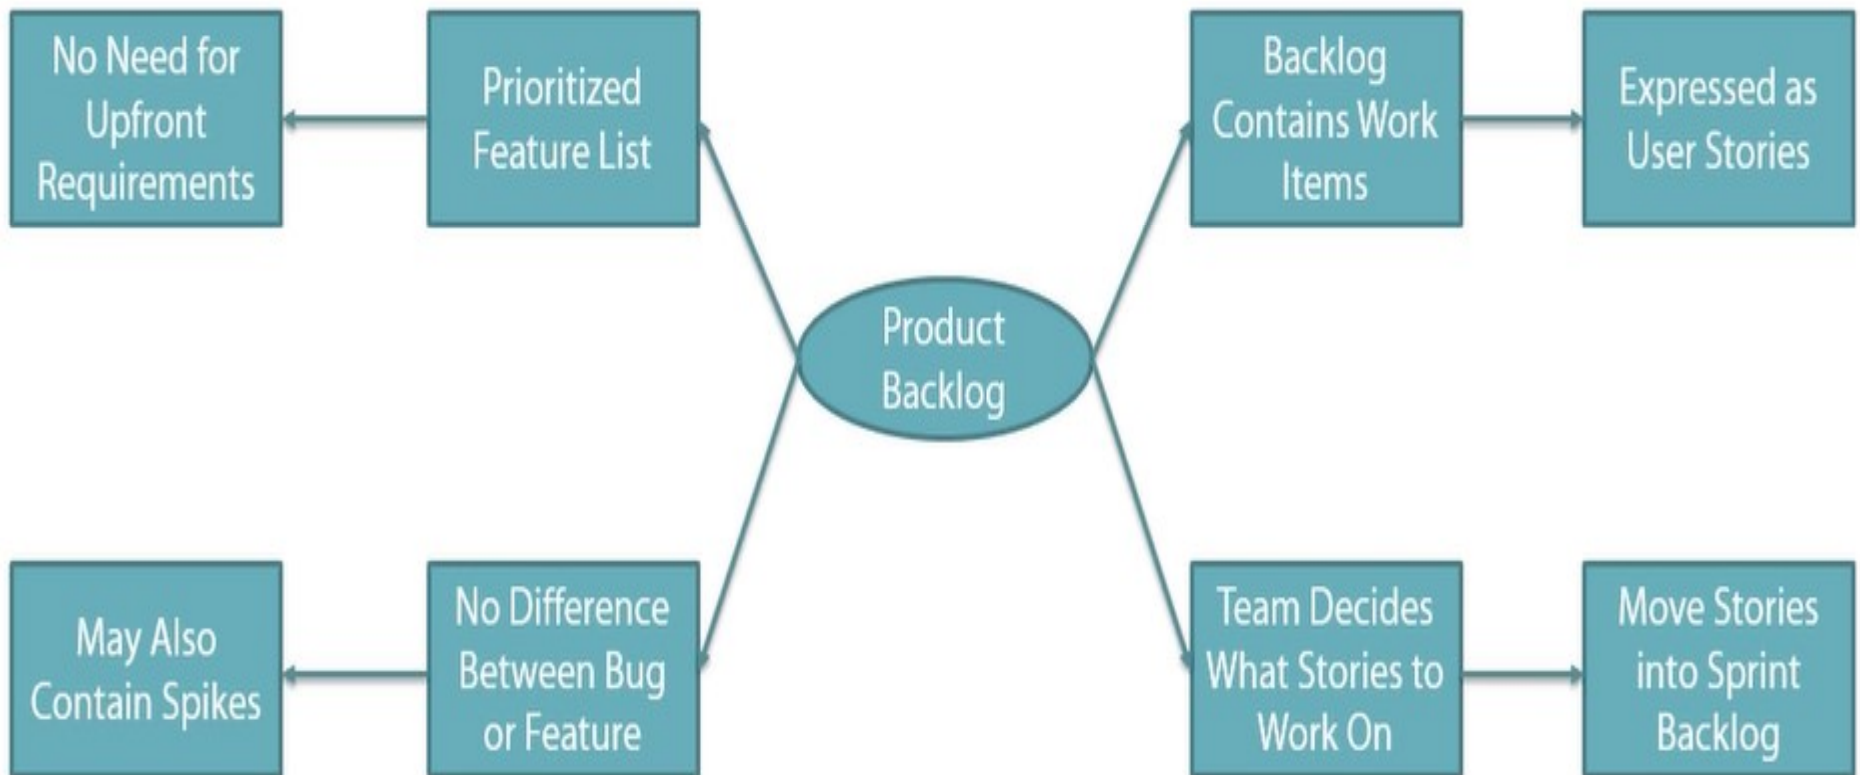 No Need for
Upfront
Requirements
Prioritized
Feature List
Backlog
Contains Work
Items
Expressed as
User Stories
Product
Backlog
May Also
Contain Spikes
No Difference
Between Bug
or Feature
Team Decides
What Stories to
Work On
Move Stories
into Sprint
Backlog